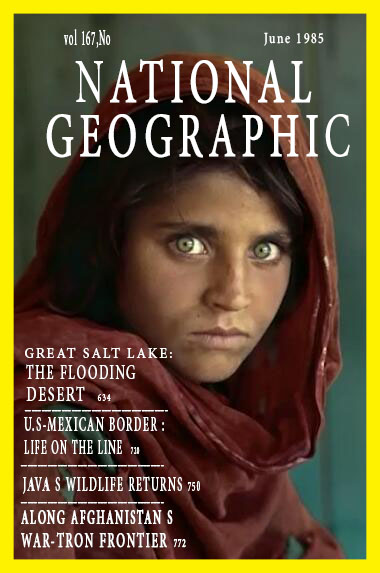 vol 167,No
June 1985
NATIONAL
GEOGRAPHIC
GREAT SALT LAKE:
THE FLOODING
DESERT 634
U.S-MEXICAN BORDER :
LIFE ON THE LINE 720
JAVA S WILDLIFE RETURNS 750
ALONG AFGHANISTAN S
WAR-TRON FRONTIER 772